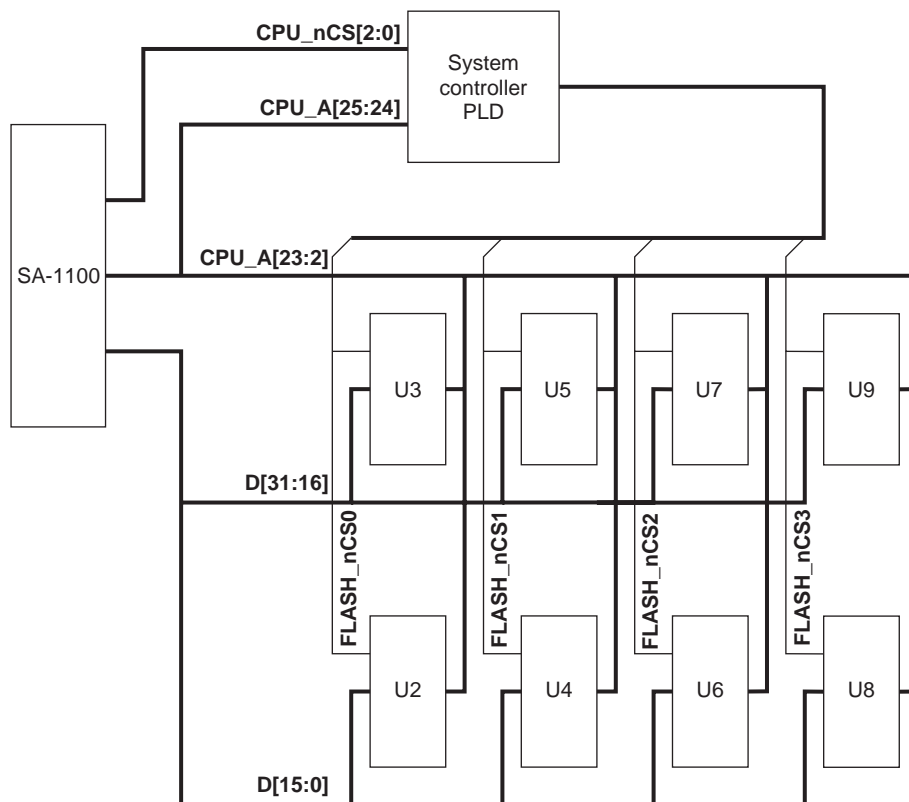 CPU_nCS[2:0]
System
controller
PLD
CPU_A[25:24]
CPU_A[23:2]
SA-1100
U3
U5
U7
U9
D[31:16]
FLASH_nCS0
FLASH_nCS1
FLASH_nCS2
FLASH_nCS3
U2
U4
U6
U8
D[15:0]